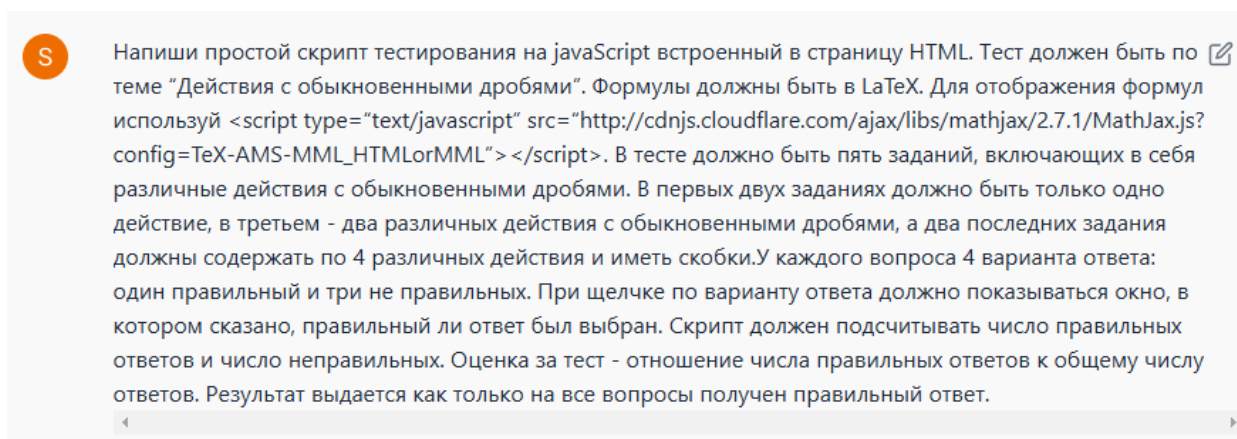 S
Напиши простой скрипт тестирования на javaScript встроенный в страницу HTML. Тест должен быть по
теме “Действия с обыкновенными дробями”. Формулы должны быть в LaTeX. Для отображения формул
используй <script type=“text/javascript” src=“http://cdnjs.cloudflare.com/ajax/libs/mathjax/2.7.1/MathJax.js?
config=TeX-AMS-MML_HTMLorMML“></script>. В тесте должно быть пять заданий, включающих в себя
различные действия с обыкновенными дробями. В первых двух заданиях должно быть только одно
действие, в третьем - два различных действия с обыкновенными дробями, а два последних задания
должны содержать по 4 различных действия и иметь скобки.У каждого вопроса 4 варианта ответа:
один правильный и три не правильных. При щелчке по варианту ответа должно показываться окно, в
котором сказано, правильный ли ответ был выбран. Скрипт должен подсчитывать число правильных
ответов и число неправильных. Оценка за тест - отношение числа правильных ответов к общему числу
ответов. Результат выдается как только на все вопросы получен правильный ответ.